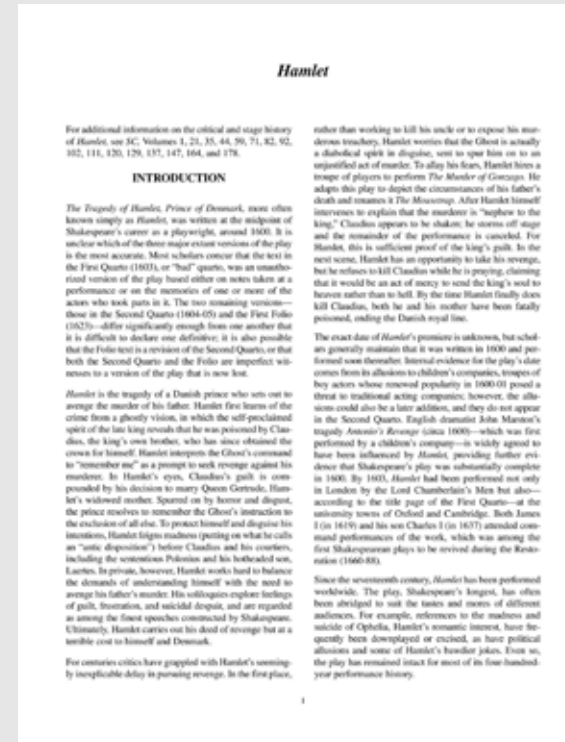 Hamlet
For additional information on the critical and stage history
of Hamlet, see SC, Volumes 1, 21, 35, 44, 59, 71, 82, 92,
102, 111, 120, 129, 137, 147, 164, and 178.
INTRODUCTION
The Tragedy of Hamlet, Prince of Denmark, more often
known simply as Hamlet, was written at the midpoint of
Shakespeare's career as a playwright, around 1600. It is
unclear which of the three major extant versions of the play
is the most accurate. Most scholars concur that the text in
the First Quarto (1603), or "bad" quarto, was an unautho-
rized version of the play based either on notes taken at a
performance or on the memories of one or more of the
actors who took part in it. The two remaining versions—
those in the Second Quarto (1604-05) and the First Folio
(1623)—differ significantly enough from one another that
it is difficult to declare one definitive; it is also possible
that the Folio text is a revision of the Second Quarto, or that
both the Second Quarto and the Folio are imperfect wit-
nesses to a version of the play that is now lost.
Hamlet is the tragedy of a Danish prince who sets out to
avenge the murder of his father. Hamlet first learns of the
crime from a ghostly vision, in which the self-proclaimed
spirit of the late king reveals that he was poisoned by Clau-
dius, the king's own brother, who has since obtained the
crown for himself. Hamlet interprets the Ghost's command
to "remember me" as a prompt to seek revenge against his
murderer. In Hamlet's eyes, Claudius's guilt is com-
pounded by his decision to marry Queen Gertrude, Ham-
let's widowed mother. Spurred on by horror and disgust,
the prince resolves to remember the Ghost's instruction to
the exclusion of all else. To protect himself and disguise his
intentions, Hamlet feigns madness (putting on what he calls
an "antic disposition") before Claudius and his courtiers,
including the sententious Polonius and his hotheaded son,
Laertes. In private, however, Hamlet works hard to balance
the demands of understanding himself with the need to
avenge his father's murder. His soliloquies explore feelings
of guilt, frustration, and suicidal despair, and are regarded
as among the finest speeches constructed by Shakespeare.
Ultimately, Hamlet carries out his deed of revenge but at a
terrible cost to himself and Denmark.
For centuries critics have grappled with Hamlet's seeming-
ly inexplicable delay in pursuing revenge. In the first place,
rather than working to kill his uncle or to expose his mur-
derous treachery, Hamlet worries that the Ghost is actually
a diabolical spirit in disguise, sent to spur him on to an
unjustified act of murder. To allay his fears, Hamlet hires a
troupe of players to perform The Murder of Gonzago. He
adapts this play to depict the circumstances of his father's
death and renames it The Mousetrap. After Hamlet himself
intervenes to explain that the murderer is "nephew to the
king," Claudius appears to be shaken; he storms off stage
and the remainder of the performance is canceled. For
Hamlet, this is sufficient proof of the king's guilt. In the
next scene, Hamlet has an opportunity to take his revenge,
but he refuses to kill Claudius while he is praying, claiming
that it would be an act of mercy to send the king's soul to
heaven rather than to hell. By the time Hamlet finally does
kill Claudius, both he and his mother have been fatally
poisoned, ending the Danish royal line.
The exact date of Hamlet's premiere is unknown, but schol-
ars generally maintain that it was written in 1600 and per-
formed soon thereafter. Internal evidence for the play's date
comes from its allusions to children's companies, troupes of
boy actors whose renewed popularity in 1600-01 posed a
threat to traditional acting companies; however, the allu-
sions could also be a later addition, and they do not appear
in the Second Quarto. English dramatist John Marston's
tragedy Antonio's Revenge (circa 1600)—which was first
performed by a children's company—is widely agreed to
have been influenced by Hamlet, providing further evi-
dence that Shakespeare's play was substantially complete
in 1600. By 1603, Hamlet had been performed not only
in London by the Lord Chamberlain's Men but also—
according to the title page of the First Quarto—at the
university towns of Oxford and Cambridge. Both James
I (in 1619) and his son Charles I (in 1637) attended com-
mand performances of the work, which was among the
first Shakespearean plays to be revived during the Resto-
ration (1660-88).
Since the seventeenth century, Hamlet has been performed
worldwide. The play, Shakespeare's longest, has often
been abridged to suit the tastes and mores of different
audiences. For example, references to the madness and
suicide of Ophelia, Hamlet's romantic interest, have fre-
quently been downplayed or excised, as have political
allusions and some of Hamlet's bawdier jokes. Even so,
the play has remained intact for most of its four-hundred-
year performance history.
1